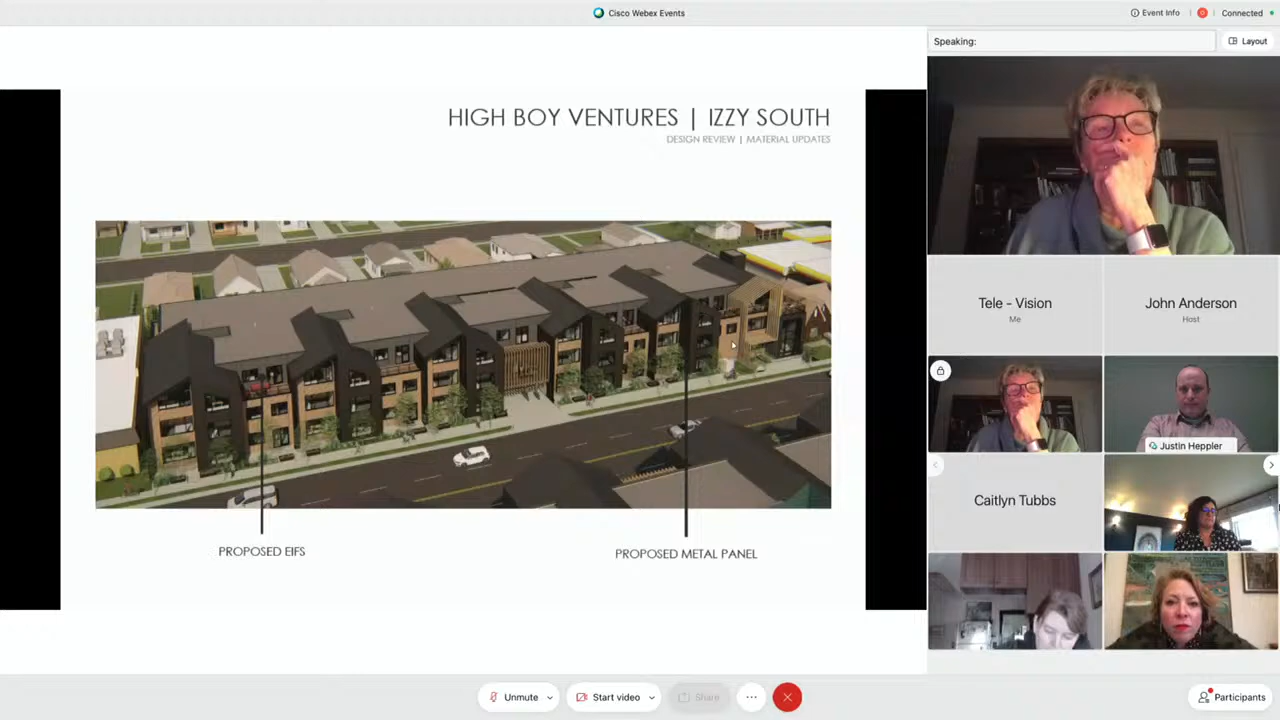 Cisco Webex Events
Event Info
Connected
Speaking:
Layout
HIGH BOY VENTURES | IZZY SOUTH
DESIGN REVIEW | MATERIAL UPDATES
PROPOSED EIFS
PROPOSED METAL PANEL
Tele - Vision
Me
John Anderson
Host
Justin Heppler
Caitlyn Tubbs
Unmute
Start video
Share
Participants